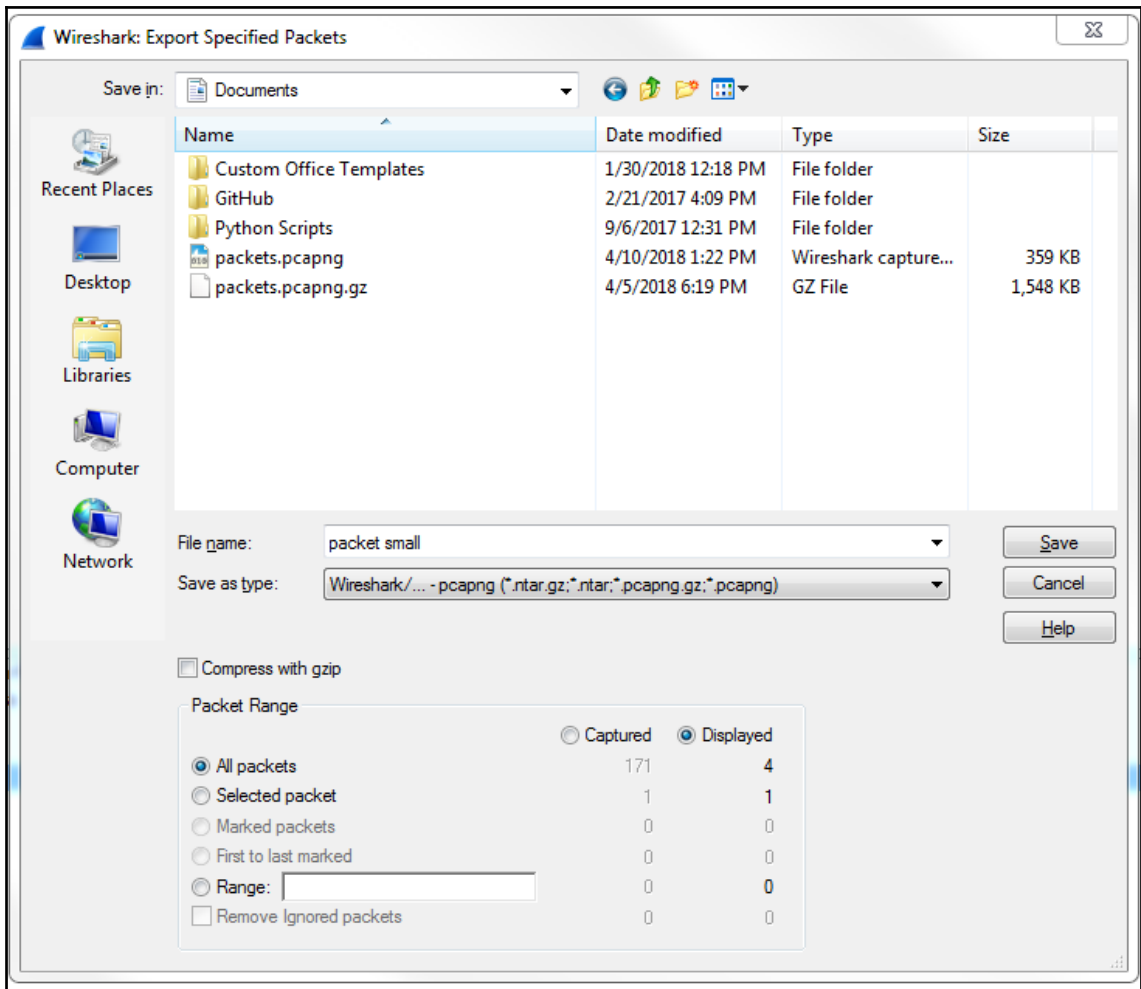 Wireshark: Export Specified Packets
Save in: Documents
Name Date modified Type Size
Custom Office Templates 1/30/2018 12:18 PM File folder
GitHub 2/21/2017 4:09 PM File folder
Python Scripts 9/6/2017 12:31 PM File folder
packets.pcapng 4/10/2018 1:22 PM Wireshark capture... 359 KB
packets.pcapng.gz 4/5/2018 6:19 PM GZ File 1,548 KB
Recent Places
Desktop
Libraries
Computer
Network
File name: packet small Save
Save as type: Wireshark/... - pcapng (*.ntar.gz;*.ntar;*.pcapng.gz;*.pcapng) Cancel
Help
Compress with gzip
Packet Range
Captured Displayed
All packets 171 4
Selected packet 1 1
Marked packets 0 0
First to last marked 0 0
Range: 0 0
Remove Ignored packets 0 0